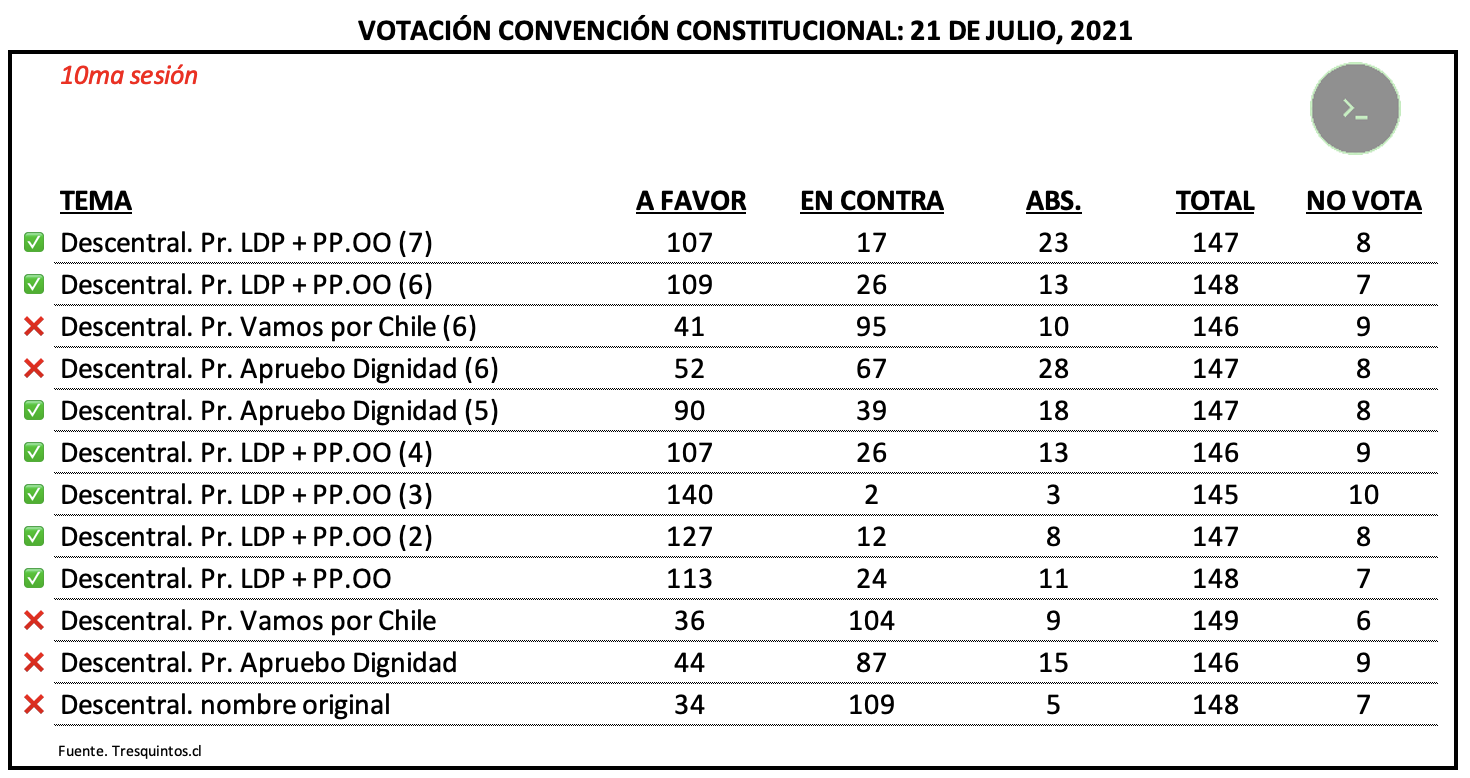 VOTACIÓN CONVENCIÓN CONSTITUCIONAL: 21 DE JULIO, 2021
10ma sesión
>_
TEMA A FAVOR EN CONTRA ABS. TOTAL NO VOTA
✅ Descentral. Pr. LDP + PP.OO (7) 107 17 23 147 8
✅ Descentral. Pr. LDP + PP.OO (6) 109 26 13 148 7
❌ Descentral. Pr. Vamos por Chile (6) 41 95 10 146 9
❌ Descentral. Pr. Apruebo Dignidad (6) 52 67 28 147 8
✅ Descentral. Pr. Apruebo Dignidad (5) 90 39 18 147 8
✅ Descentral. Pr. LDP + PP.OO (4) 107 26 13 146 9
✅ Descentral. Pr. LDP + PP.OO (3) 140 2 3 145 10
✅ Descentral. Pr. LDP + PP.OO (2) 127 12 8 147 8
✅ Descentral. Pr. LDP + PP.OO 113 24 11 148 7
❌ Descentral. Pr. Vamos por Chile 36 104 9 149 6
❌ Descentral. Pr. Apruebo Dignidad 44 87 15 146 9
❌ Descentral. nombre original 34 109 5 148 7
Fuente. Tresquintos.cl